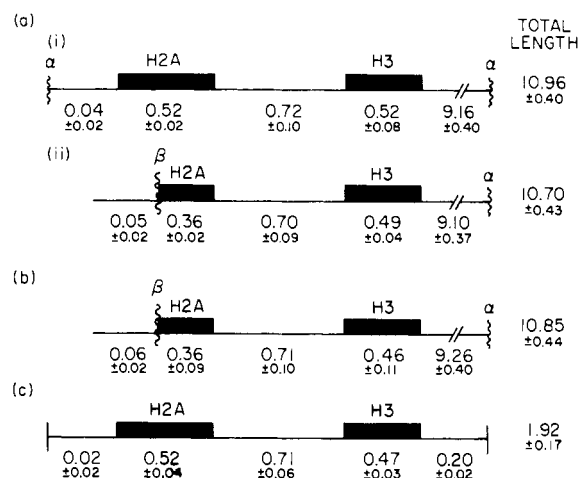 (a)
TOTAL
LENGTH
(i)
α H2A H3 α
10.96
±0.40
0.04 0.52 0.72 0.52 9.16
±0.02 ±0.02 ±0.10 ±0.08 ±0.40
(ii)
β H2A H3 α
10.70
±0.43
0.05 0.36 0.70 0.49 9.10
±0.02 ±0.02 ±0.09 ±0.04 ±0.37
(b)
β H2A H3 α
10.85
±0.44
0.06 0.36 0.71 0.46 9.26
±0.02 ±0.09 ±0.10 ±0.11 ±0.40
(c)
H2A H3
1.92
±0.17
0.02 0.52 0.71 0.47 0.20
±0.02 ±0.04 ±0.06 ±0.03 ±0.02